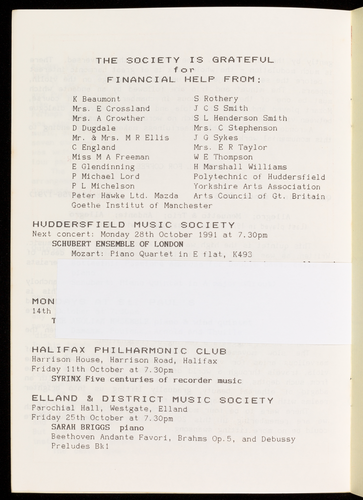 THE SOCIETY IS GRATEFUL
for
FINANCIAL HELP FROM:
K Beaumont
Mrs. E Crossland
Mrs. A Crowther
D Dugdale
Mr. & Mrs. M R Ellis
C England
Miss M A Freeman
E Glendinning
P Michael Lord
P L Michelson
Peter Hawke Ltd. Mazda
Goethe Institut of Manchester
S Rothery
J C S Smith
S L Henderson Smith
Mrs. C Stephenson
J G Sykes
Mrs. E R Taylor
W E Thompson
H Marshall Williams
Polytechnic of Huddersfield
Yorkshire Arts Association
Arts Council of Gt. Britain
HUDDERSFIELD MUSIC SOCIETY
Next concert: Monday 28th October 1991 at 7.30pm
SCHUBERT ENSEMBLE OF LONDON
Mozart: Piano Quartet in E flat, K493
MON
14th
T
HALIFAX PHILHARMONIC CLUB
Harrison House, Harrison Road, Halifax
Friday 11th October at 7.30pm
SYRINX Five centuries of recorder music
ELLAND & DISTRICT MUSIC SOCIETY
Parochial Hall, Westgate, Elland
Friday 25th October at 7.30pm
SARAH BRIGGS piano
Beethoven Andante Favori, Brahms Op.5, and Debussy
Preludes Bk1